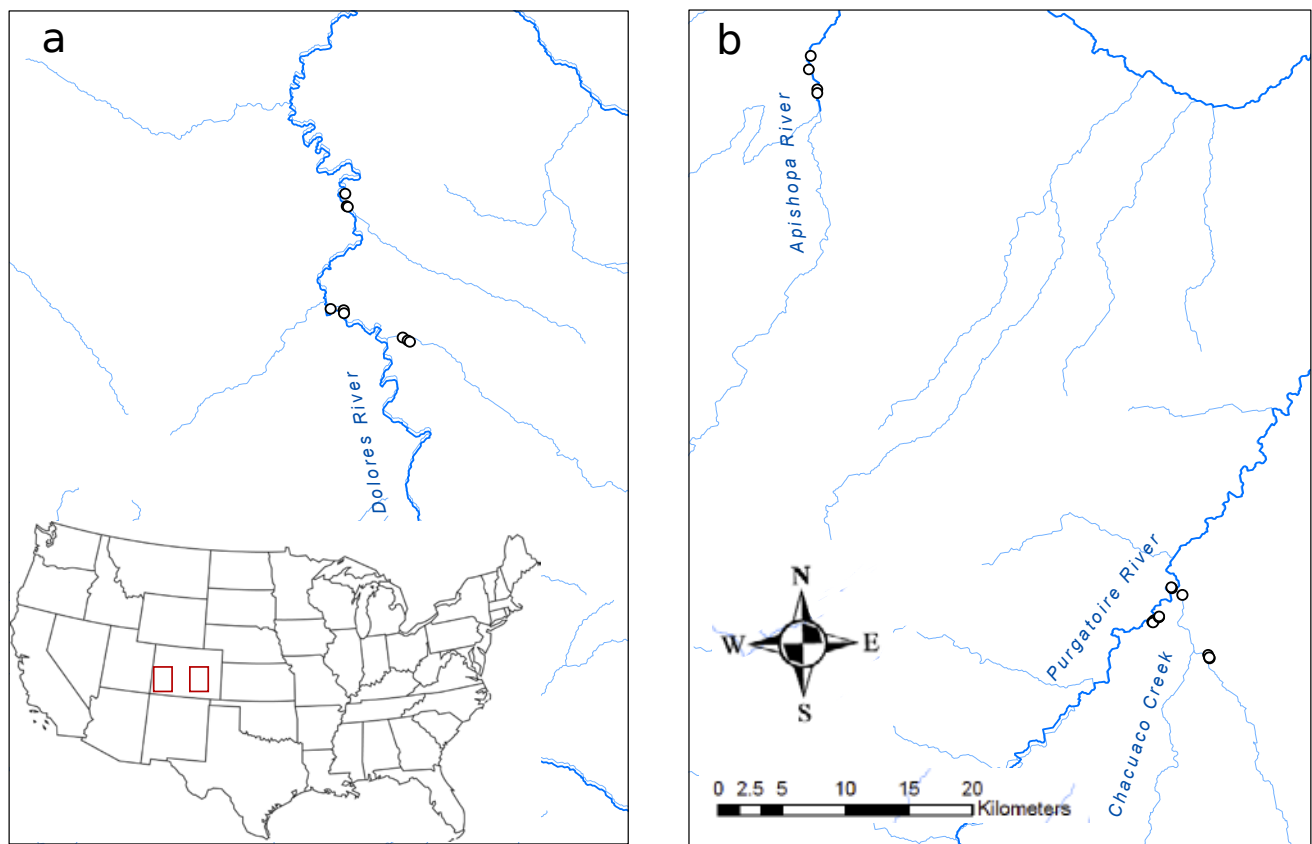 a
Dolores River
b
Apishopa River
Purgatoire River
Chacuaco Creek
N
W
E
S
0 2.5 5 10 15 20
Kilometers